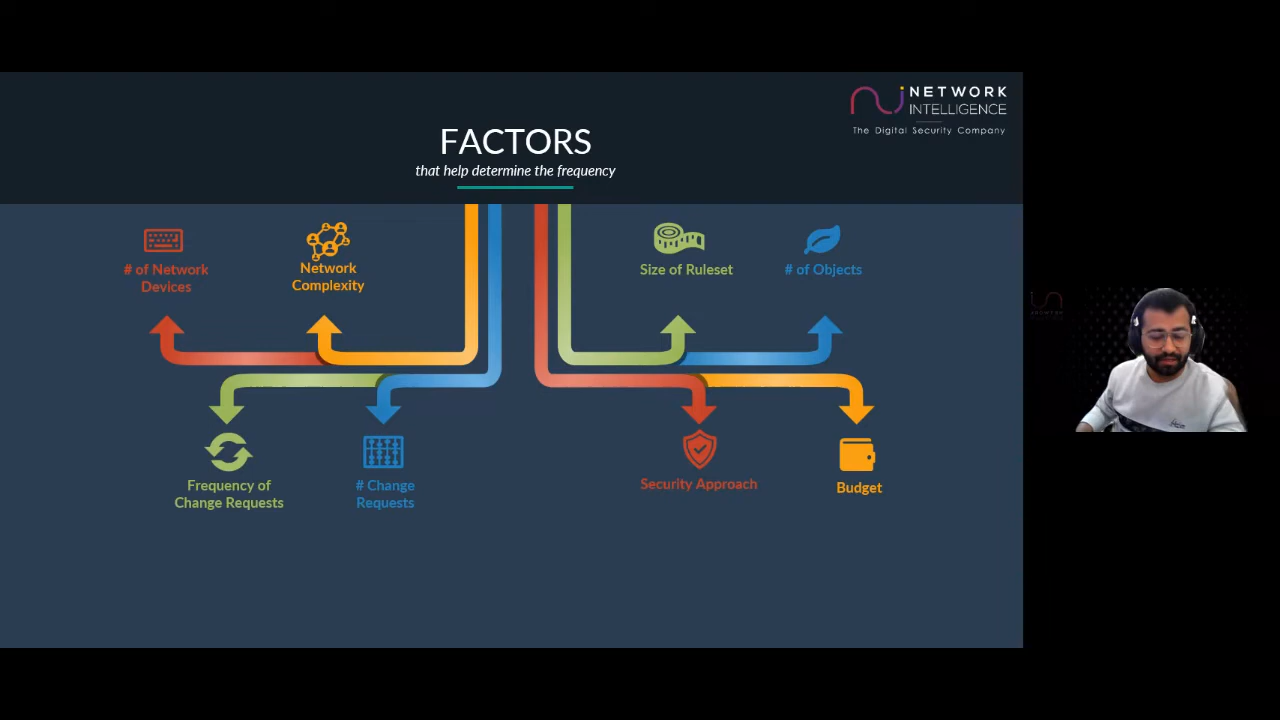 NETWORK
INTELLIGENCE
The Digital Security Company
FACTORS
that help determine the frequency
# of Network
Devices
Network
Complexity
Size of Ruleset
# of Objects
Frequency of
Change Requests
# Change
Requests
Security Approach
Budget